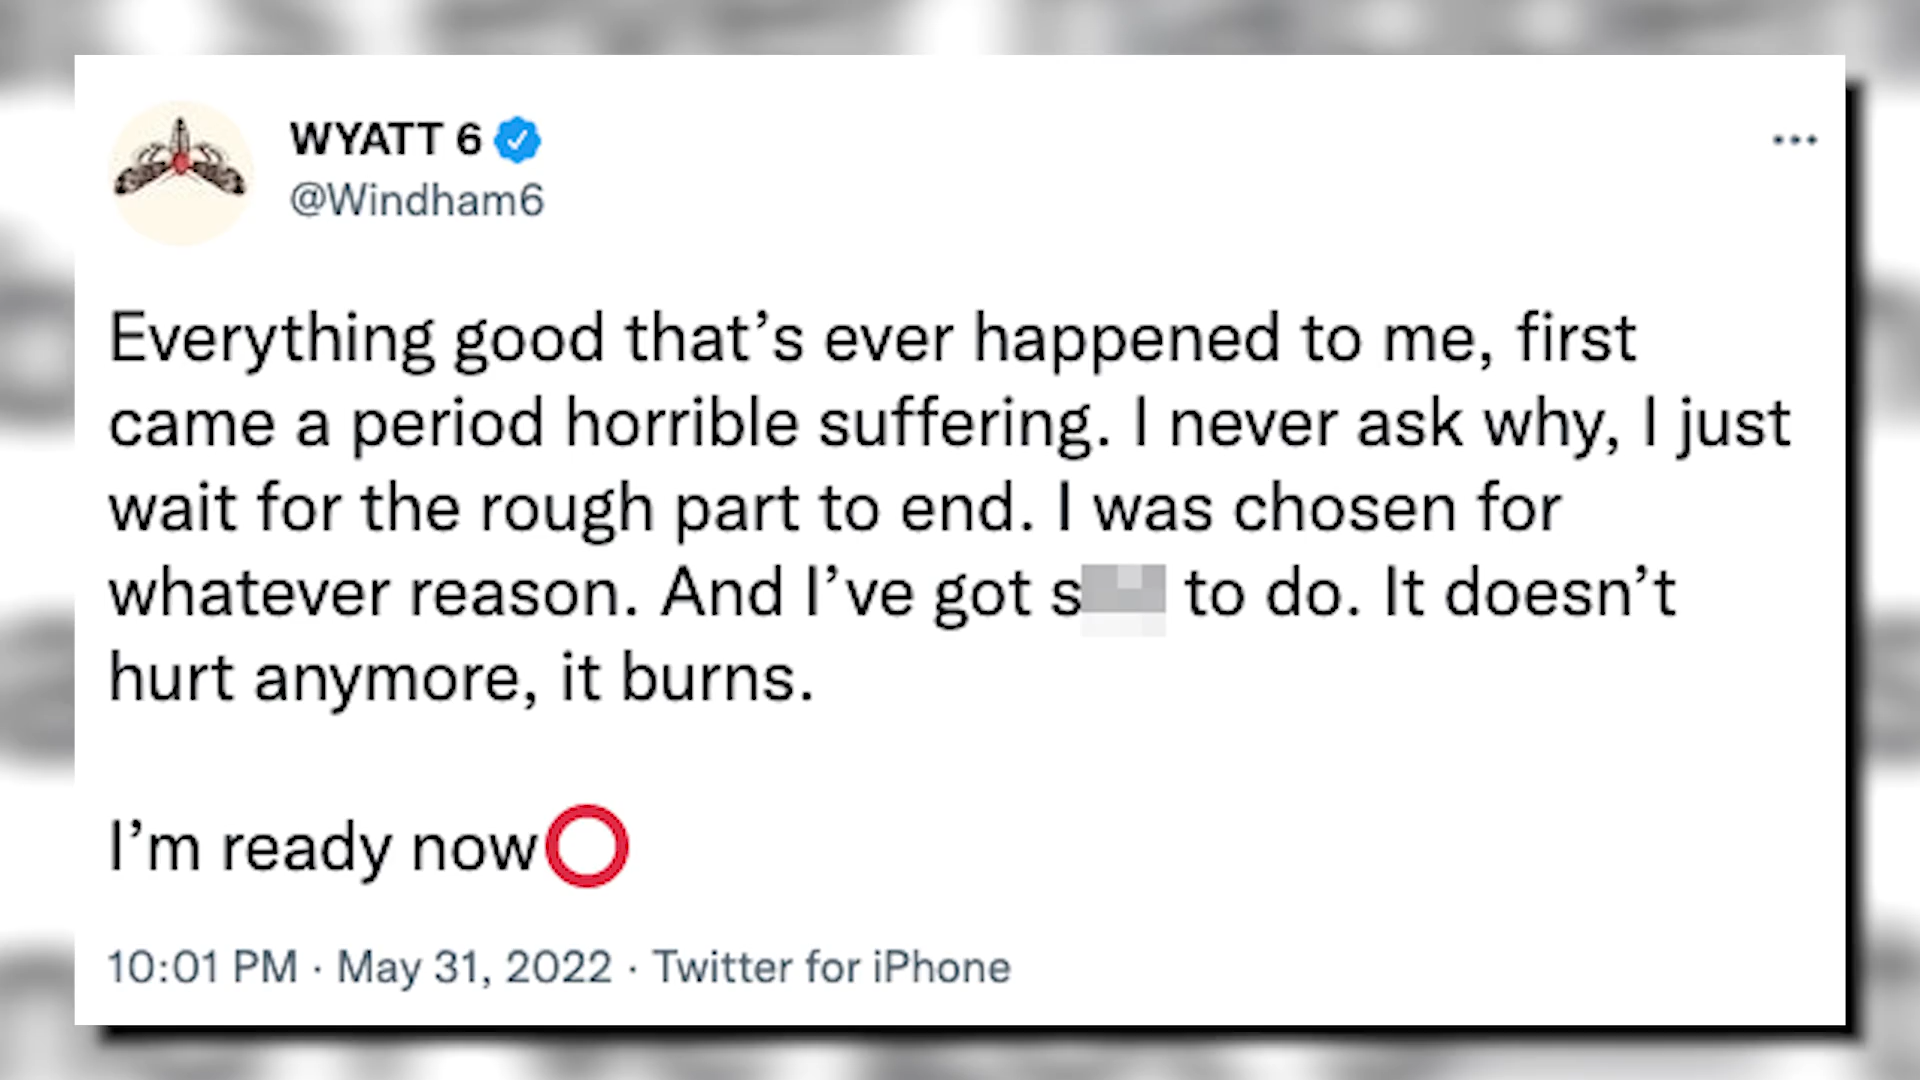 WYATT 6
@Windham6
Everything good that’s ever happened to me, first
came a period horrible suffering. I never ask why, I just
wait for the rough part to end. I was chosen for
whatever reason. And I’ve got s to do. It doesn’t
hurt anymore, it burns.
I’m ready now⭕
10:01 PM · May 31, 2022 · Twitter for iPhone